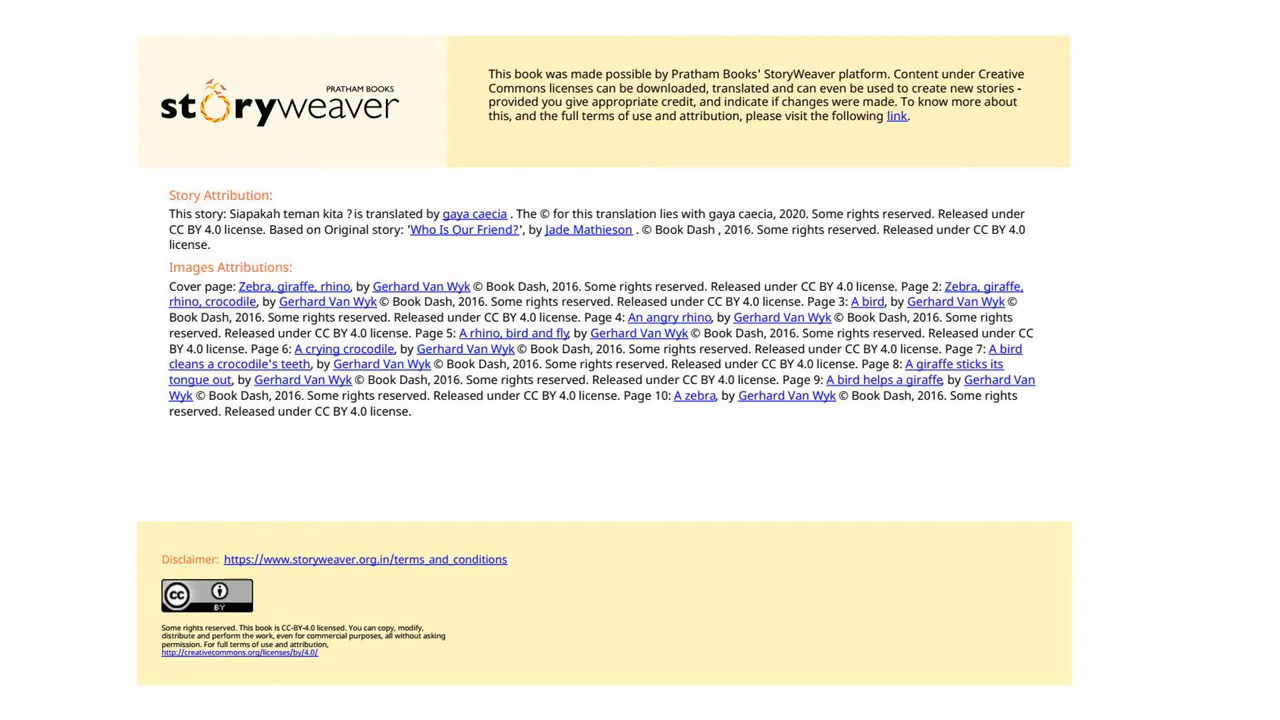 PRATHAM BOOKS
storyweaver
This book was made possible by Pratham Books' StoryWeaver platform. Content under Creative
Commons licenses can be downloaded, translated and can even be used to create new stories -
provided you give appropriate credit, and indicate if changes were made. To know more about
this, and the full terms of use and attribution, please visit the following link.
Story Attribution:
This story: Siapakah teman kita ? is translated by gaya caecia . The © for this translation lies with gaya caecia, 2020. Some rights reserved. Released under
CC BY 4.0 license. Based on Original story: 'Who Is Our Friend?', by Jade Mathieson . © Book Dash , 2016. Some rights reserved. Released under CC BY 4.0
license.
Images Attributions:
Cover page: Zebra, giraffe, rhino, by Gerhard Van Wyk © Book Dash, 2016. Some rights reserved. Released under CC BY 4.0 license. Page 2: Zebra, giraffe,
rhino, crocodile, by Gerhard Van Wyk © Book Dash, 2016. Some rights reserved. Released under CC BY 4.0 license. Page 3: A bird, by Gerhard Van Wyk ©
Book Dash, 2016. Some rights reserved. Released under CC BY 4.0 license. Page 4: An angry rhino, by Gerhard Van Wyk © Book Dash, 2016. Some rights
reserved. Released under CC BY 4.0 license. Page 5: A rhino, bird and fly, by Gerhard Van Wyk © Book Dash, 2016. Some rights reserved. Released under CC
BY 4.0 license. Page 6: A crying crocodile, by Gerhard Van Wyk © Book Dash, 2016. Some rights reserved. Released under CC BY 4.0 license. Page 7: A bird
cleans a crocodile's teeth, by Gerhard Van Wyk © Book Dash, 2016. Some rights reserved. Released under CC BY 4.0 license. Page 8: A giraffe sticks its
tongue out, by Gerhard Van Wyk © Book Dash, 2016. Some rights reserved. Released under CC BY 4.0 license. Page 9: A bird helps a giraffe, by Gerhard Van
Wyk © Book Dash, 2016. Some rights reserved. Released under CC BY 4.0 license. Page 10: A zebra, by Gerhard Van Wyk © Book Dash, 2016. Some rights
reserved. Released under CC BY 4.0 license.
Disclaimer: https://www.storyweaver.org.in/terms_and_conditions
cc BY
Some rights reserved. This book is CC-BY-4.0 licensed. You can copy, modify,
distribute and perform the work, even for commercial purposes, all without asking
permission. For full terms of use and attribution,
http://creativecommons.org/licenses/by/4.0/